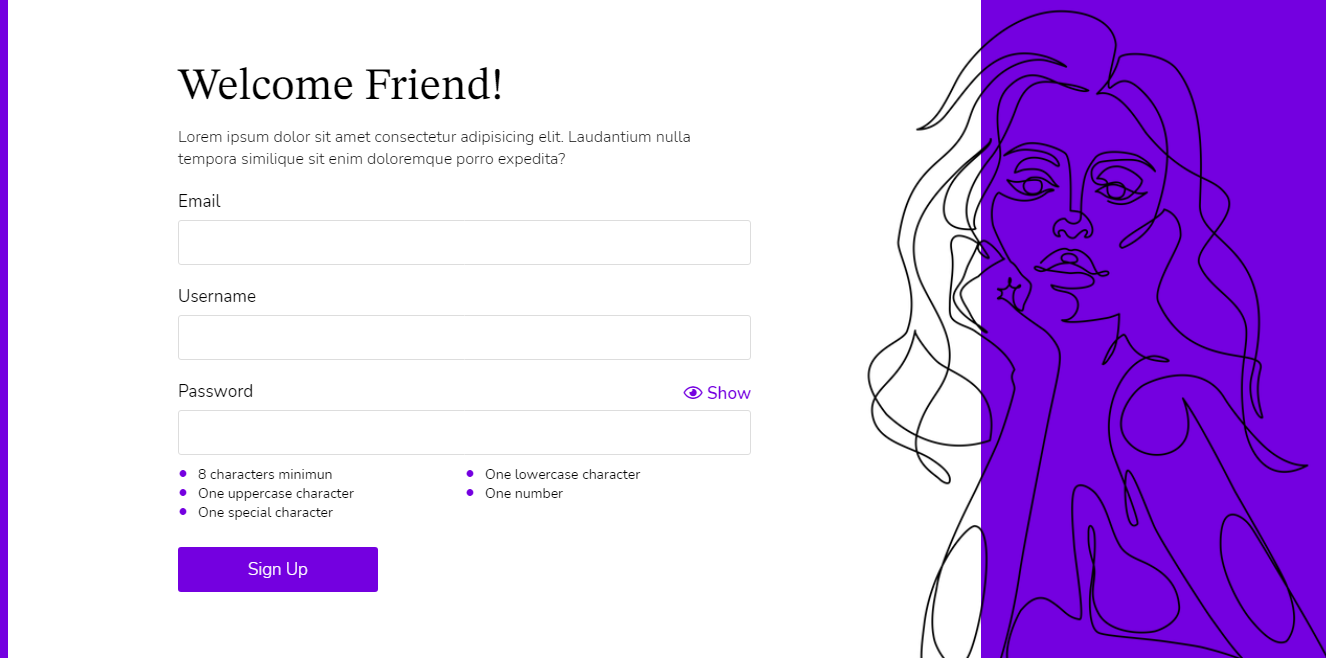 Welcome Friend!
Lorem ipsum dolor sit amet consectetur adipisicing elit. Laudantium nulla
tempora similique sit enim doloremque porro expedita?
Email
Username
Password
Show
8 characters minimun
One lowercase character
One uppercase character
One number
One special character
Sign Up